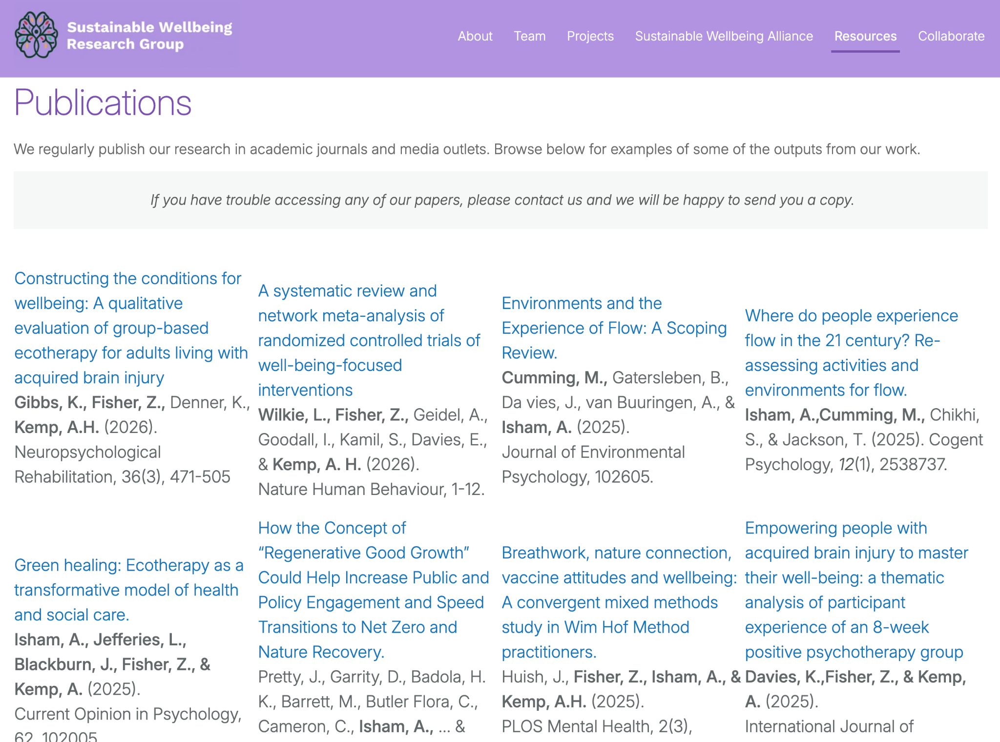 Sustainable Wellbeing
Research Group
About
Team
Projects
Sustainable Wellbeing Alliance
Resources
Collaborate
Publications
We regularly publish our research in academic journals and media outlets. Browse below for examples of some of the outputs from our work.
If you have trouble accessing any of our papers, please contact us and we will be happy to send you a copy.
Constructing the conditions for
wellbeing: A qualitative
evaluation of group-based
ecotherapy for adults living with
acquired brain injury
Gibbs, K., Fisher, Z., Denner, K.,
Kemp, A.H. (2026).
Neuropsychological
Rehabilitation, 36(3), 471-505
A systematic review and
network meta-analysis of
randomized controlled trials of
well-being-focused
interventions
Wilkie, L., Fisher, Z., Geidel, A.,
Goodall, I., Kamil, S., Davies, E.,
& Kemp, A. H. (2026).
Nature Human Behaviour, 1-12.
Environments and the
Experience of Flow: A Scoping
Review.
Cumming, M., Gatersleben, B.,
Da vies, J., van Buuringen, A., &
Isham, A. (2025).
Journal of Environmental
Psychology, 102605.
Where do people experience
flow in the 21 century? Re-
assessing activities and
environments for flow.
Isham, A.,Cumming, M., Chikhi,
S., & Jackson, T. (2025). Cogent
Psychology, 12(1), 2538737.
Green healing: Ecotherapy as a
transformative model of health
and social care.
Isham, A., Jefferies, L.,
Blackburn, J., Fisher, Z., &
Kemp, A. (2025).
Current Opinion in Psychology,
62, 102005
How the Concept of
“Regenerative Good Growth”
Could Help Increase Public and
Policy Engagement and Speed
Transitions to Net Zero and
Nature Recovery.
Pretty, J., Garrity, D., Badola, H.
K., Barrett, M., Butler Flora, C.,
Cameron, C., Isham, A., ... &
Breathwork, nature connection,
vaccine attitudes and wellbeing:
A convergent mixed methods
study in Wim Hof Method
practitioners.
Huish, J., Fisher, Z., Isham, A., &
Kemp, A.H. (2025).
PLOS Mental Health, 2(3),
Empowering people with
acquired brain injury to master
their well-being: a thematic
analysis of participant
experience of an 8-week
positive psychotherapy group
Davies, K.,Fisher, Z., & Kemp,
A. (2025).
International Journal of